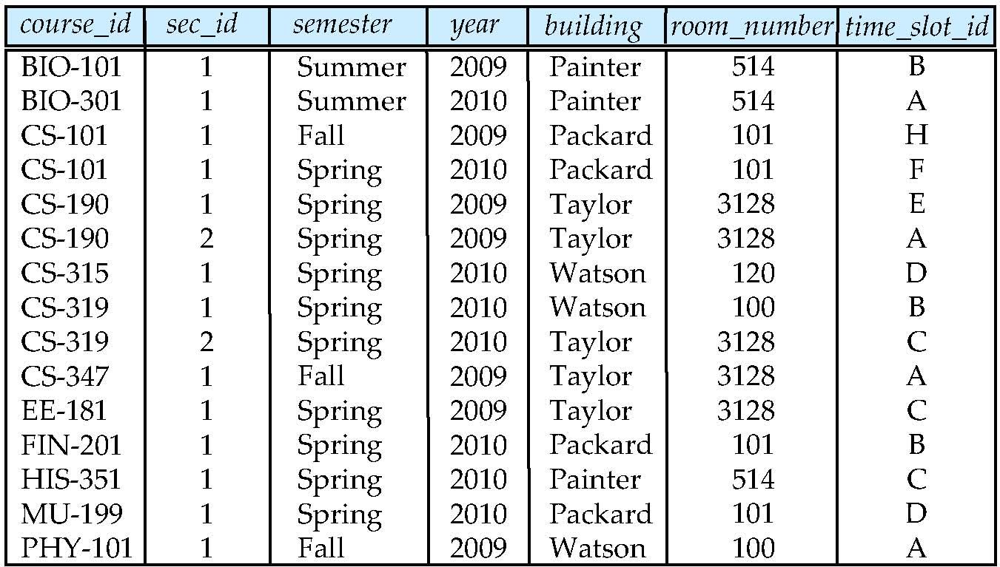 course_id sec_id semester year building room_number time_slot_id
BIO-101 1 Summer 2009 Painter 514 B
BIO-301 1 Summer 2010 Painter 514 A
CS-101 1 Fall 2009 Packard 101 H
CS-101 1 Spring 2010 Packard 101 F
CS-190 1 Spring 2009 Taylor 3128 E
CS-190 2 Spring 2009 Taylor 3128 A
CS-315 1 Spring 2010 Watson 120 D
CS-319 1 Spring 2010 Watson 100 B
CS-319 2 Spring 2010 Taylor 3128 C
CS-347 1 Fall 2009 Taylor 3128 A
EE-181 1 Spring 2009 Taylor 3128 C
FIN-201 1 Spring 2010 Packard 101 B
HIS-351 1 Spring 2010 Painter 514 C
MU-199 1 Spring 2010 Packard 101 D
PHY-101 1 Fall 2009 Watson 100 A